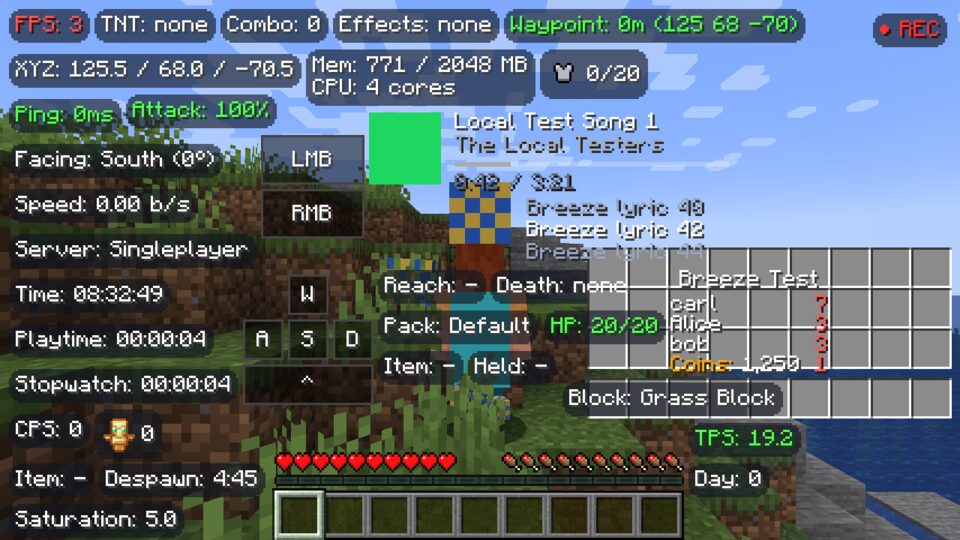 FPS: 3 TNT: none Combo: 0 Effects: none Waypoint: 0m (125 68 -70) REC
XYZ: 125.5 / 68.0 / -70.5 Mem: 771 / 2048 MB
CPU: 4 cores
0/20
Ping: 0ms Attack: 100%
Local Test Song 1
The Local Testers
0:42 / 3:21
Facing: South (0°)
LMB
Speed: 0.00 b/s
RMB
Breeze lyric 40
Breeze lyric 42
Breeze lyric 44
Server: Singleplayer
Time: 08:32:49
W
Reach: - Death: none
Breeze Test
carl 7
Alice 3
bob 3
Coins: 1,250 1
Playtime: 00:00:04
A S D
Pack: Default HP: 20/20
Stopwatch: 00:00:04
^
Item: - Held: -
Block: Grass Block
CPS: 0 0
TPS: 19.2
Item: - Despawn: 4:45
Day: 0
Saturation: 5.0